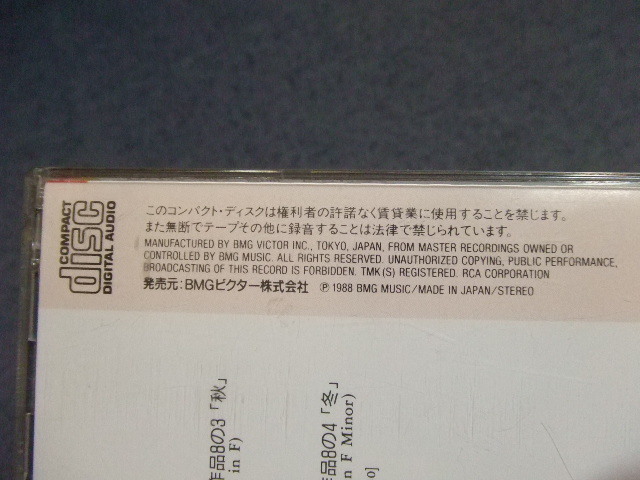 COMPACT
disc
DIGITAL AUDIO
このコンパクト・ディスクは権利者の許諾なく賃貸業に使用することを禁じます。
また無断でテープその他に録音することは法律で禁じられています。
MANUFACTURED BY BMG VICTOR INC., TOKYO, JAPAN, FROM MASTER RECORDINGS OWNED OR
CONTROLLED BY BMG MUSIC. ALL RIGHTS RESERVED. UNAUTHORIZED COPYING, PUBLIC PERFORMANCE,
BROADCASTING OF THIS RECORD IS FORBIDDEN. TMK(S) REGISTERED. RCA CORPORATION
発売元:BMGビクター株式会社 Ⓟ 1988 BMG MUSIC/MADE IN JAPAN/STEREO
作品8の3「秋」
in F)
作品8の4「冬」
in F Minor)